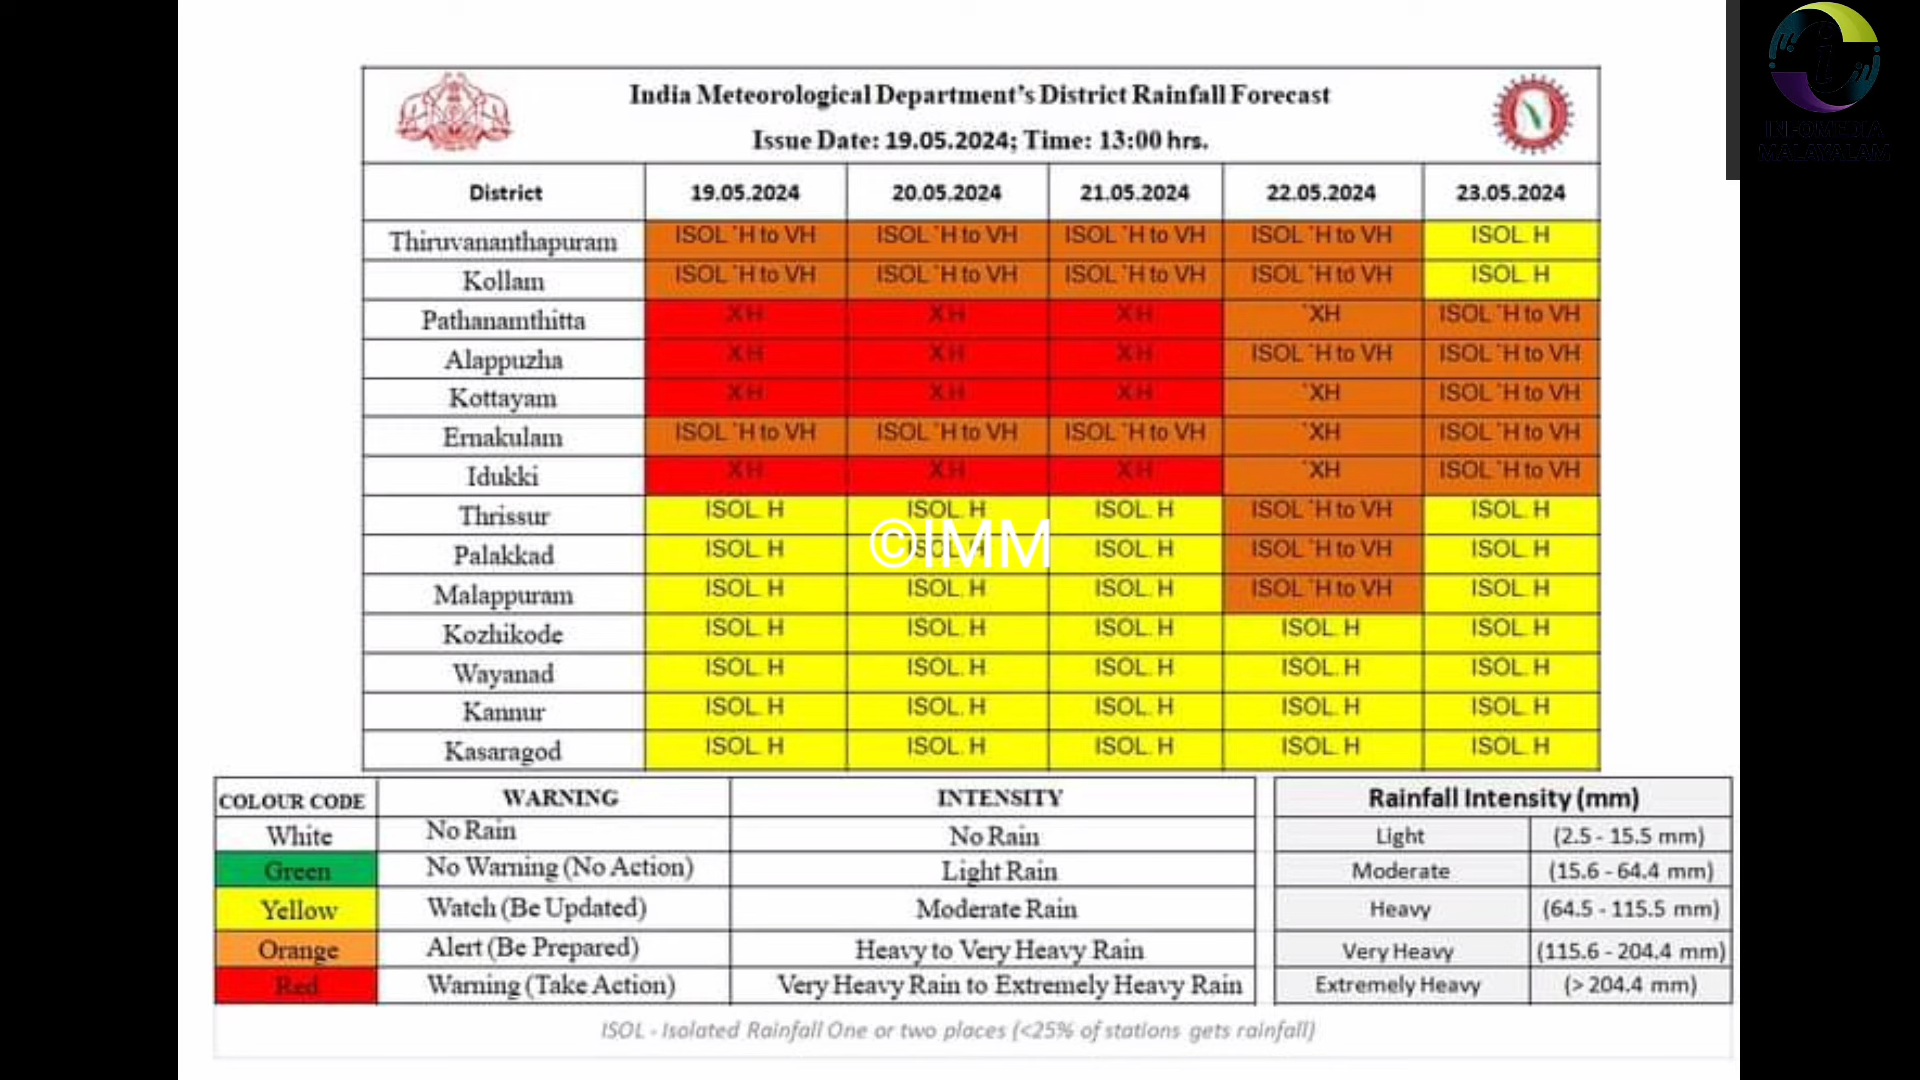 INFOMEDIA
MALAYALAM
India Meteorological Department's District Rainfall Forecast
Issue Date: 19.05.2024; Time: 13:00 hrs.
District 19.05.2024 20.05.2024 21.05.2024 22.05.2024 23.05.2024
Thiruvananthapuram ISOL *H to VH ISOL *H to VH ISOL *H to VH ISOL *H to VH ISOL. H
Kollam ISOL *H to VH ISOL *H to VH ISOL *H to VH ISOL *H to VH ISOL. H
Pathanamthitta XH XH XH *XH ISOL *H to VH
Alappuzha XH XH XH ISOL *H to VH ISOL *H to VH
Kottayam XH XH XH *XH ISOL *H to VH
Ernakulam ISOL *H to VH ISOL *H to VH ISOL *H to VH *XH ISOL *H to VH
Idukki XH XH XH *XH ISOL *H to VH
Thrissur ISOL. H ISOL. H ISOL. H ISOL *H to VH ISOL. H
©IMM
Palakkad ISOL. H ISOL. H ISOL. H ISOL *H to VH ISOL. H
Malappuram ISOL. H ISOL. H ISOL. H ISOL *H to VH ISOL. H
Kozhikode ISOL. H ISOL. H ISOL. H ISOL. H ISOL. H
Wayanad ISOL. H ISOL. H ISOL. H ISOL. H ISOL. H
Kannur ISOL. H ISOL. H ISOL. H ISOL. H ISOL. H
Kasaragod ISOL. H ISOL. H ISOL. H ISOL. H ISOL. H
COLOUR CODE WARNING INTENSITY
White No Rain No Rain
Green No Warning (No Action) Light Rain
Yellow Watch (Be Updated) Moderate Rain
Orange Alert (Be Prepared) Heavy to Very Heavy Rain
Red Warning (Take Action) Very Heavy Rain to Extremely Heavy Rain
Rainfall Intensity (mm)
Light (2.5 - 15.5 mm)
Moderate (15.6 - 64.4 mm)
Heavy (64.5 - 115.5 mm)
Very Heavy (115.6 - 204.4 mm)
Extremely Heavy (> 204.4 mm)
ISOL - Isolated Rainfall One or two places (<25% of stations gets rainfall)